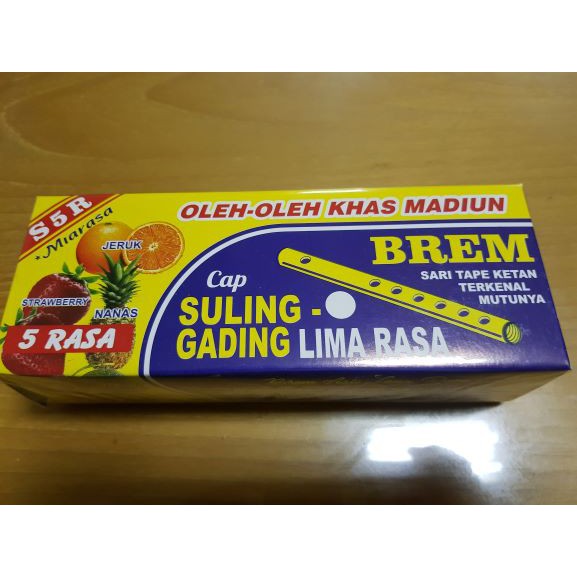 S5R
Miarasa
OLEH-OLEH KHAS MADIUN
JERUK
STRAWBERRY
NANAS
5 RASA
BREM
SARI TAPE KETAN
TERKENAL
MUTUNYA
Cap
SULING -
GADING LIMA RASA